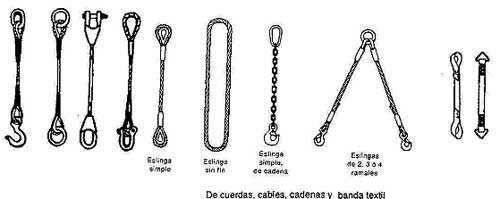 Eslinga
simple
Eslinga
sin fin
Eslinga
simple,
de cadena
Eslingas
de 2, 3 ó 4
ramales
De cuerdas, cables, cadenas y banda textil